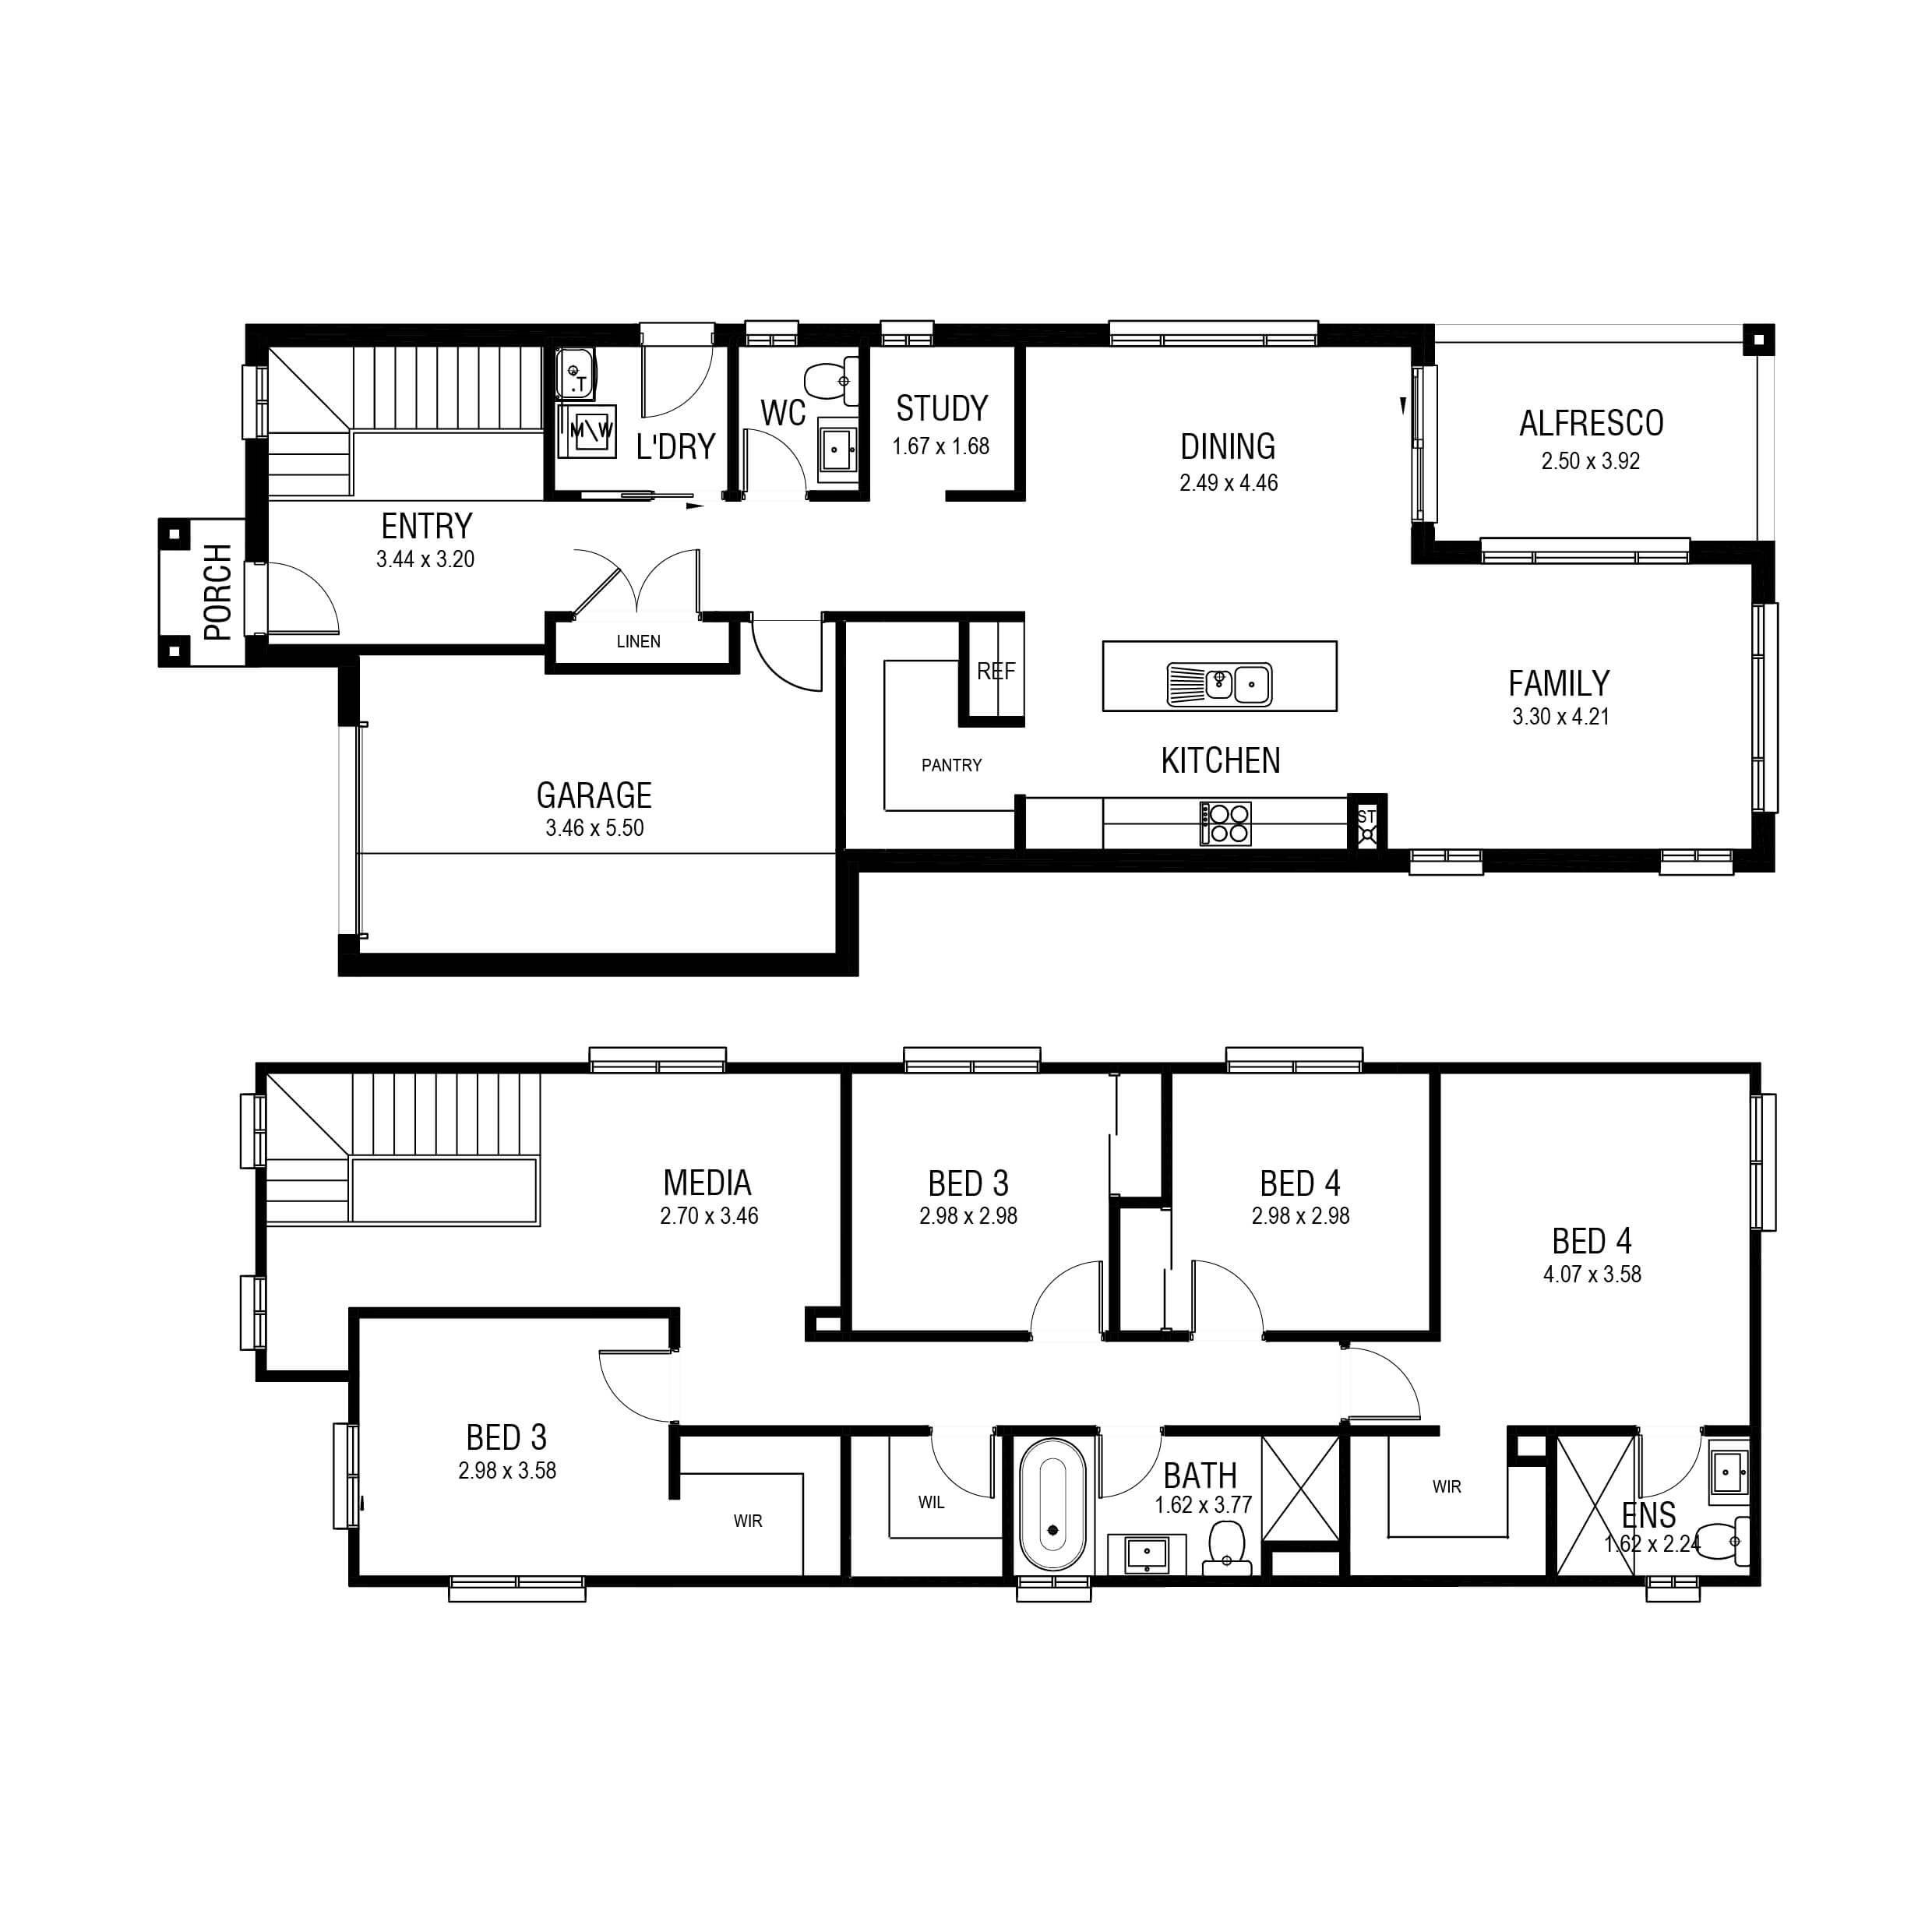 PORCH
ENTRY
3.44 x 3.20
T
M\W
L'DRY
WC
STUDY
1.67 x 1.68
DINING
2.49 x 4.46
ALFRESCO
2.50 x 3.92
LINEN
REF
PANTRY
KITCHEN
ST
FAMILY
3.30 x 4.21
GARAGE
3.46 x 5.50
MEDIA
2.70 x 3.46
BED 3
2.98 x 2.98
BED 4
2.98 x 2.98
BED 4
4.07 x 3.58
BED 3
2.98 x 3.58
WIR
WIL
BATH
1.62 x 3.77
WIR
ENS
1.62 x 2.24